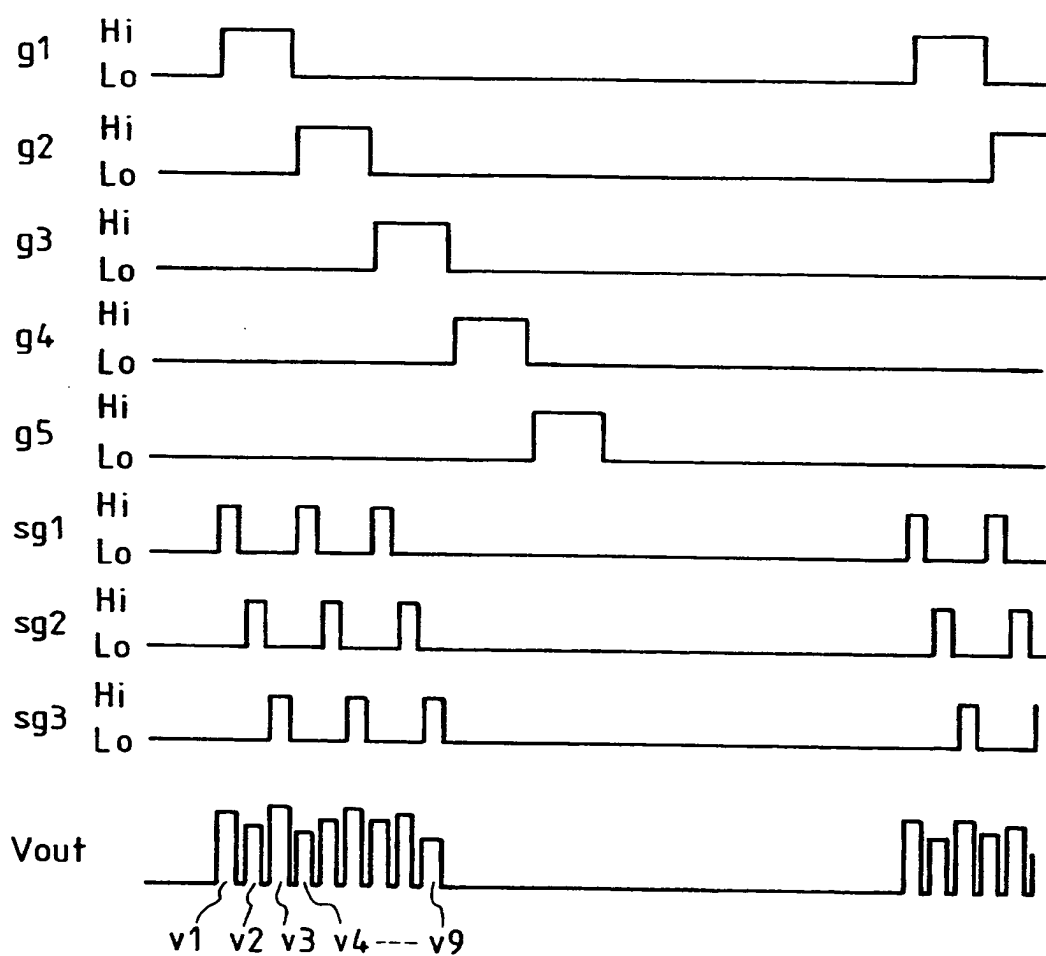 g1 Hi
Lo
g2 Hi
Lo
g3 Hi
Lo
g4 Hi
Lo
g5 Hi
Lo
sg1 Hi
Lo
sg2 Hi
Lo
sg3 Hi
Lo
Vout
v1 v2 v3 v4 ---- v9